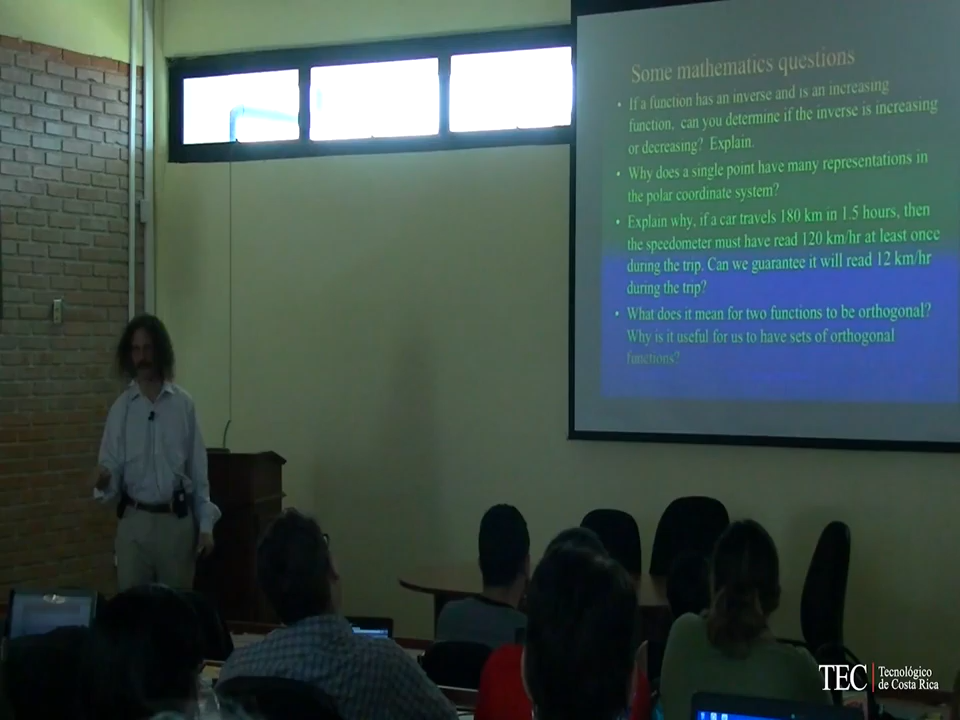 Some mathematics questions
• If a function has an inverse and is an increasing
function, can you determine if the inverse is increasing
or decreasing? Explain.
• Why does a single point have many representations in
the polar coordinate system?
• Explain why, if a car travels 180 km in 1.5 hours, then
the speedometer must have read 120 km/hr at least once
during the trip. Can we guarantee it will read 12 km/hr
during the trip?
• What does it mean for two functions to be orthogonal?
Why is it useful for us to have sets of orthogonal
functions?
TEC | Tecnológico
de Costa Rica